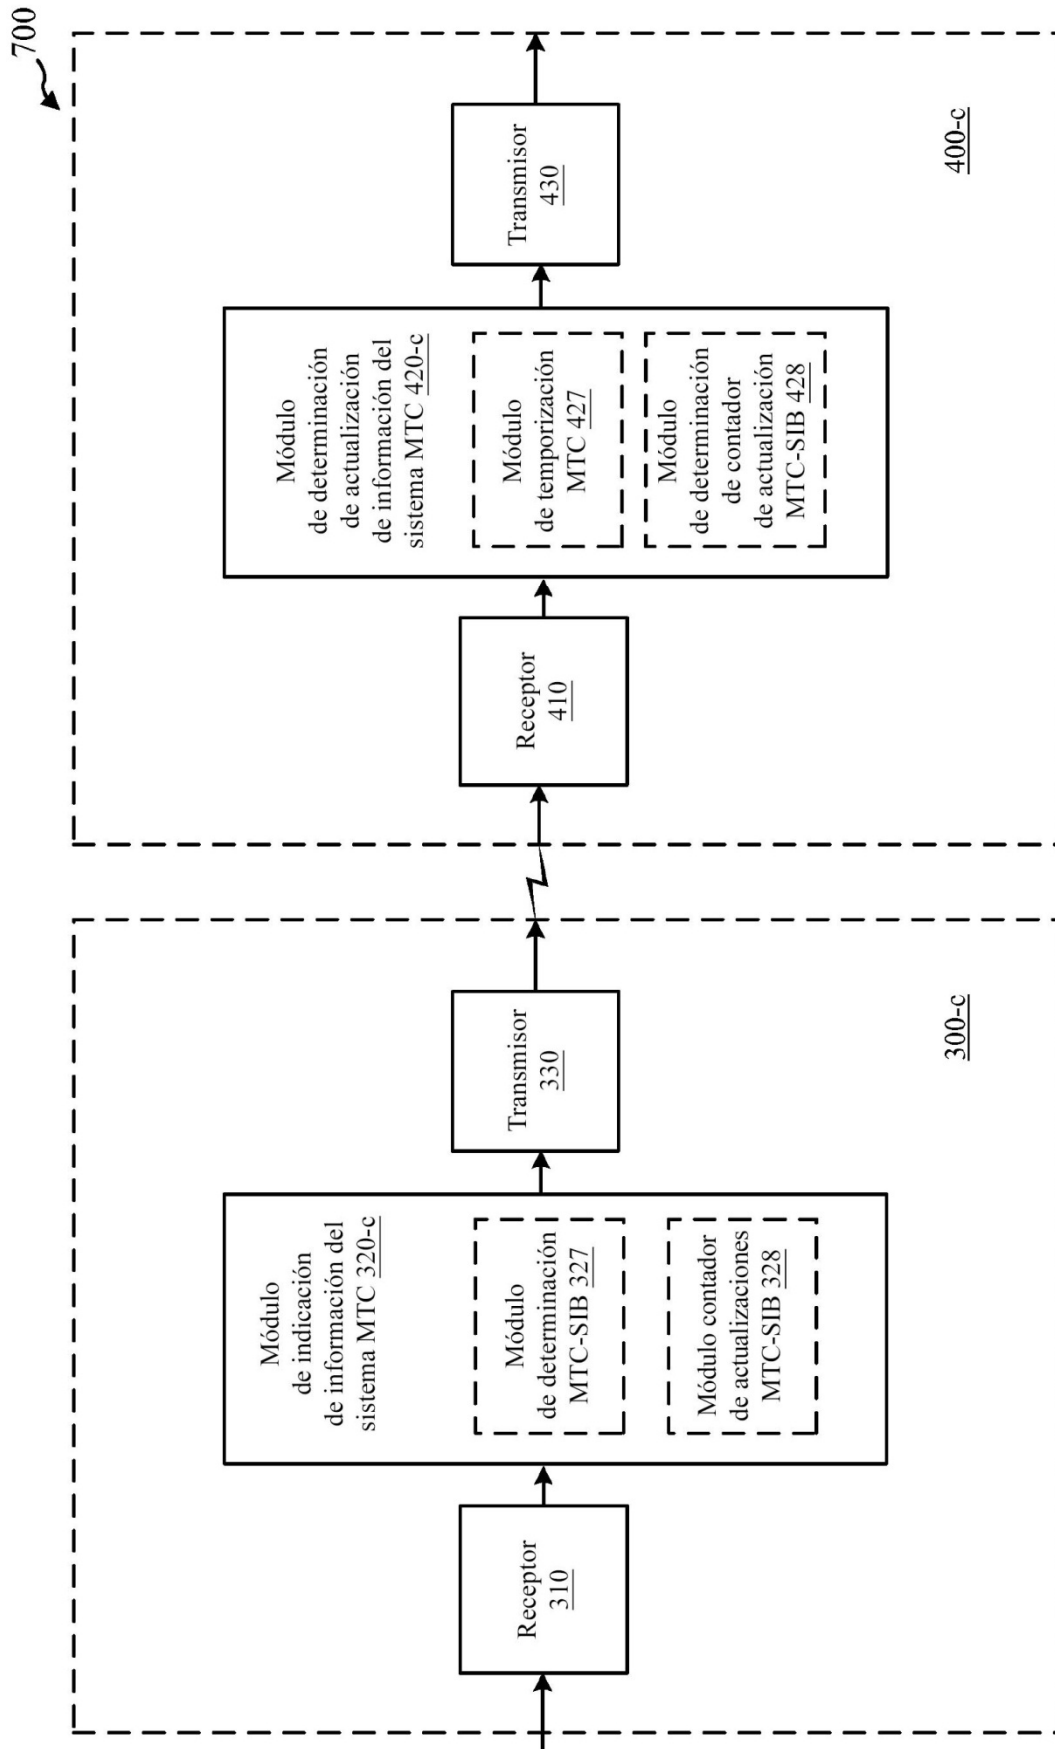 700
Receptor
310
Módulo
de indicación
de información del
sistema MTC 320-c
Módulo
de determinación
MTC-SIB 327
Módulo contador
de actualizaciones
MTC-SIB 328
Transmisor
330
300-c
Receptor
410
Módulo
de determinación
de actualización
de información del
sistema MTC 420-c
Módulo
de temporización
MTC 427
Módulo
de determinación
de contador
de actualización
MTC-SIB 428
Transmisor
430
400-c